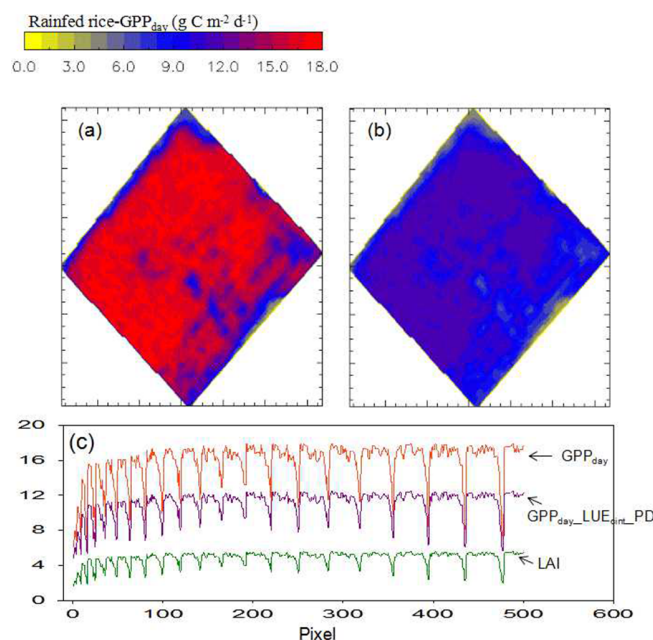 Rainfed rice-GPPday (g C m-2 d-1)
0.0 3.0 6.0 9.0 12.0 15.0 18.0
(a)
(b)
20
16
12
8
4
0
(c)
GPPday
GPPday_LUEdint_PD
LAI
0 100 200 300 400 500 600
Pixel